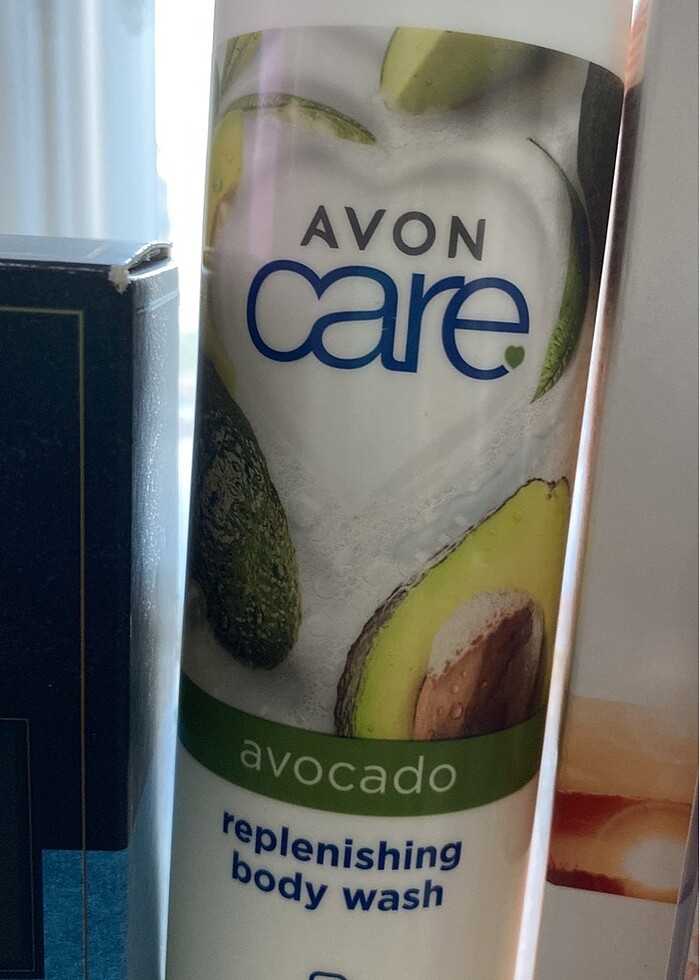 AVON
care
avocado
replenishing
body wash